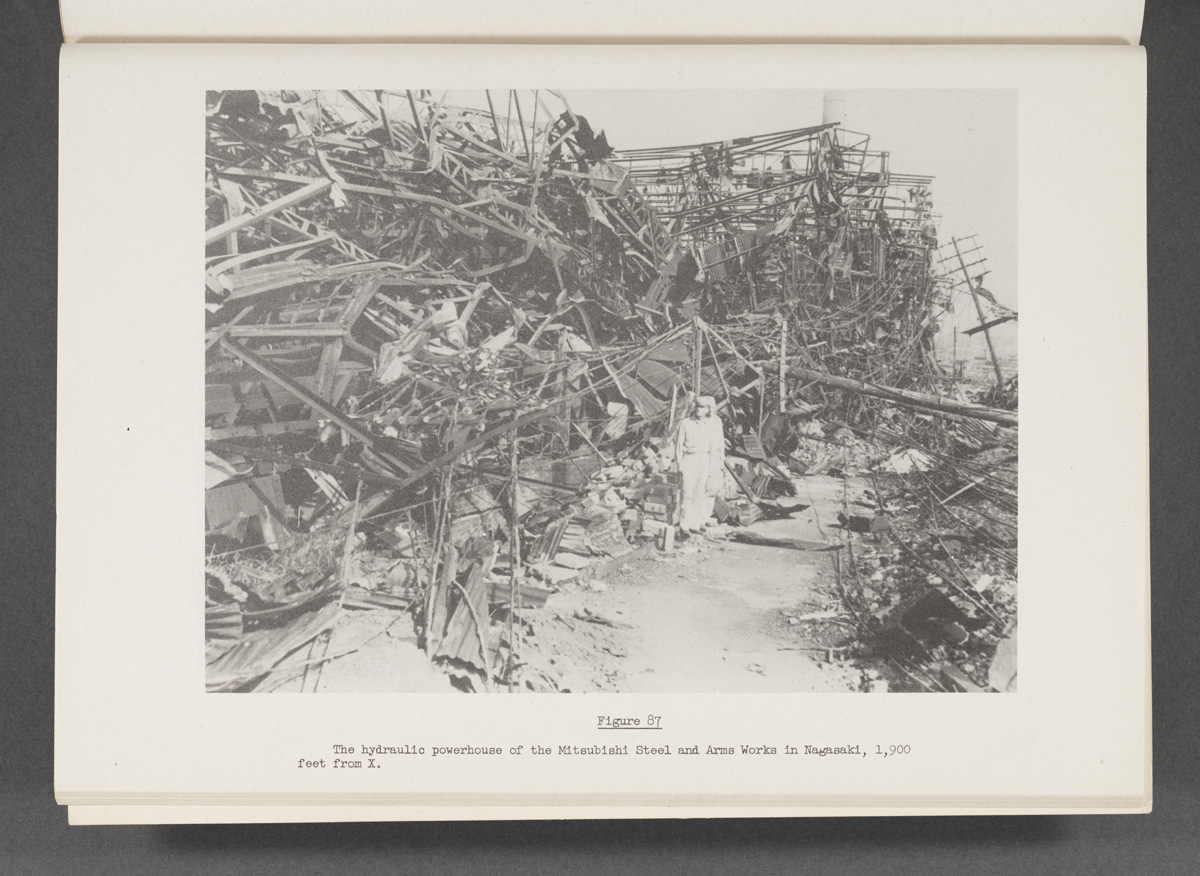 Figure 87
The hydraulic powerhouse of the Mitsubishi Steel and Arms Works in Nagasaki, 1,900
feet from X.